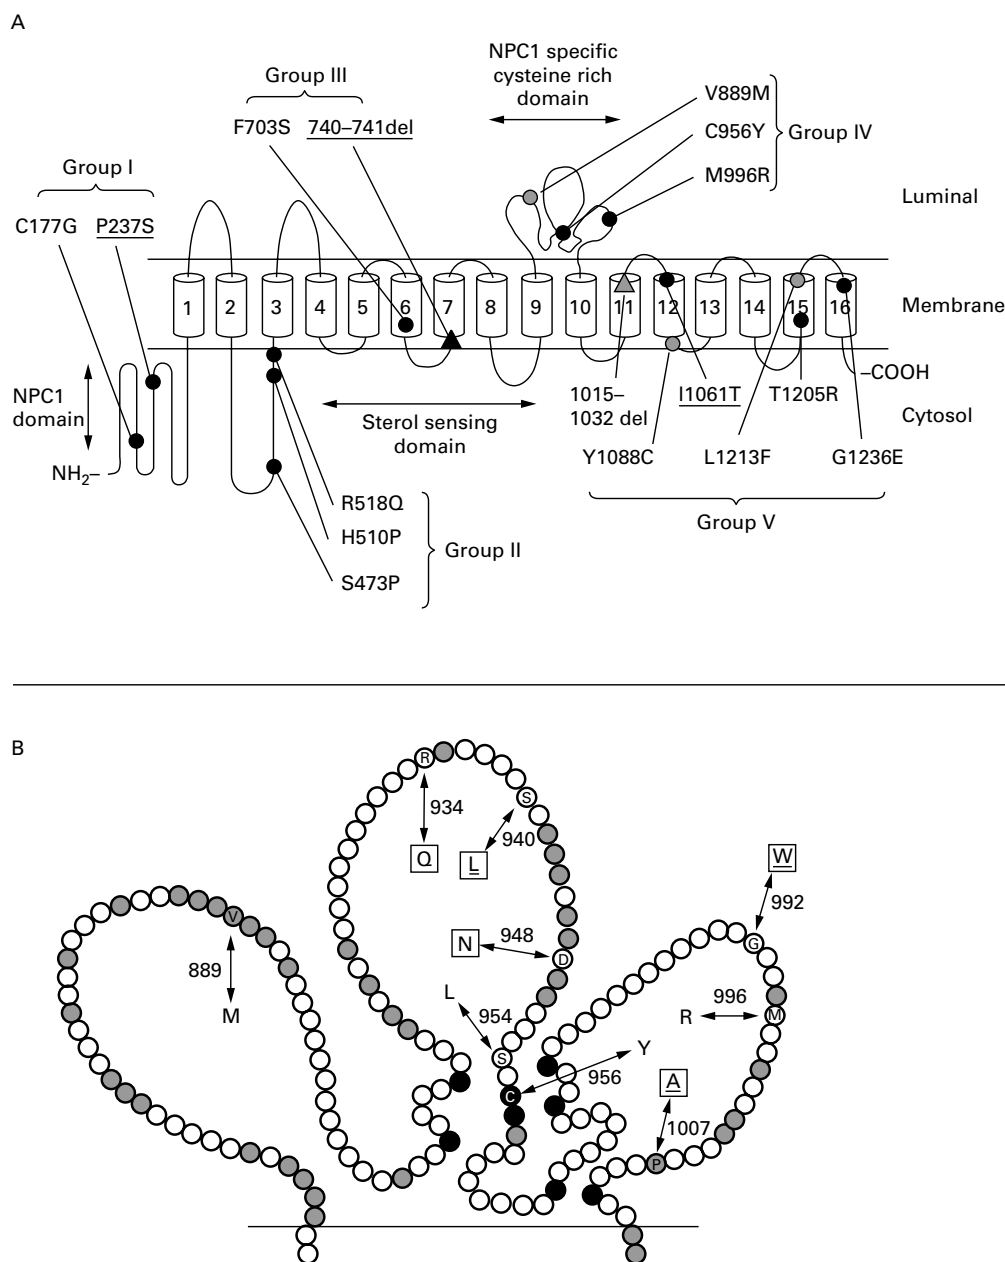 A
NPC1 specific
cysteine rich
domain
Group III
F703S 740–741del
V889M
C956Y
M996R
Group IV
Group I
C177G P237S
Luminal
Membrane
Cytosol
1 2 3 4 5 6 7 8 9 10 11 12 13 14 15 16
NPC1
domain
NH2–
–COOH
Sterol sensing
domain
1015–
1032 del
I1061T
T1205R
Y1088C
L1213F
G1236E
Group V
R518Q
H510P
S473P
Group II
B
R
934
Q
S
940
L
W
992
G
V
889
M
N
948
D
L
954
S
R
996
M
Y
956
C
A
1007
P